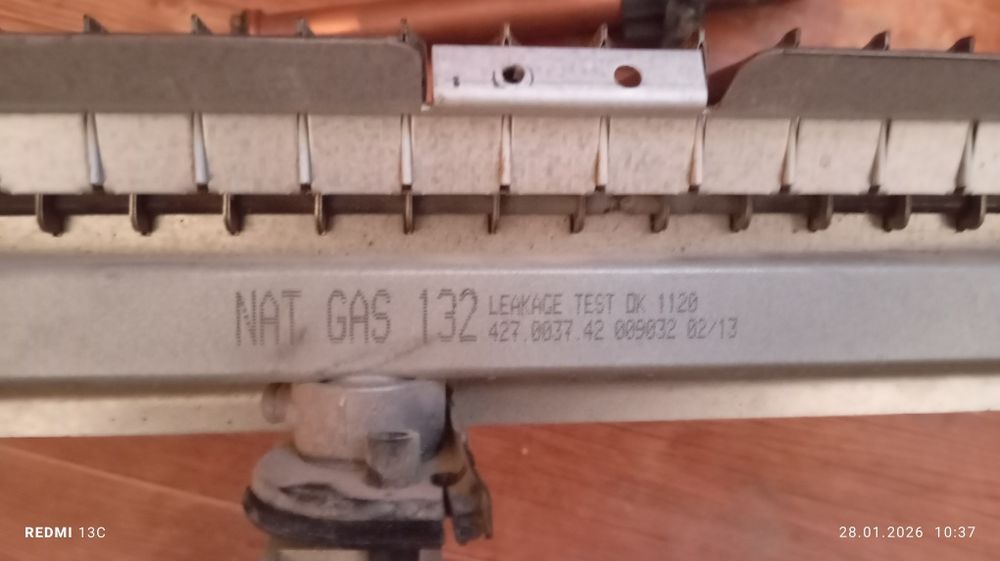 NAT GAS 132
LEAKAGE TEST OK 1120
427.0037.42 009032 02/13
REDMI 13C
28.01.2026 10:37